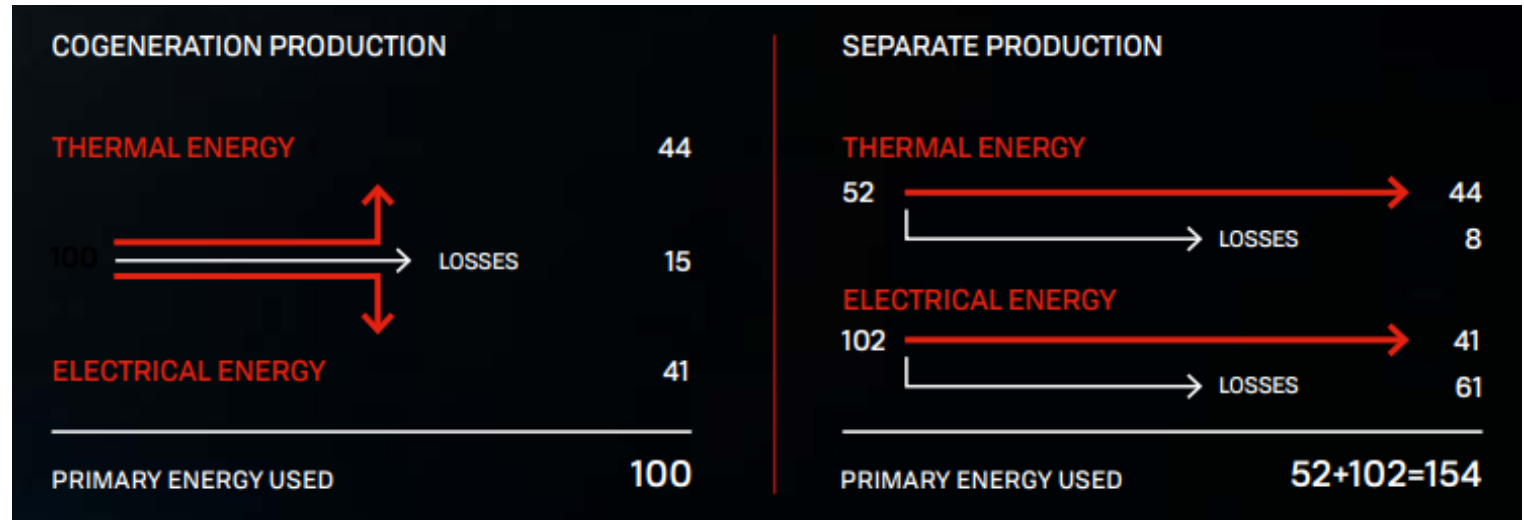 COGENERATION PRODUCTION
THERMAL ENERGY 44
100 LOSSES 15
ELECTRICAL ENERGY 41
PRIMARY ENERGY USED 100
SEPARATE PRODUCTION
THERMAL ENERGY
52 44
LOSSES 8
ELECTRICAL ENERGY
102 41
LOSSES 61
PRIMARY ENERGY USED 52+102=154